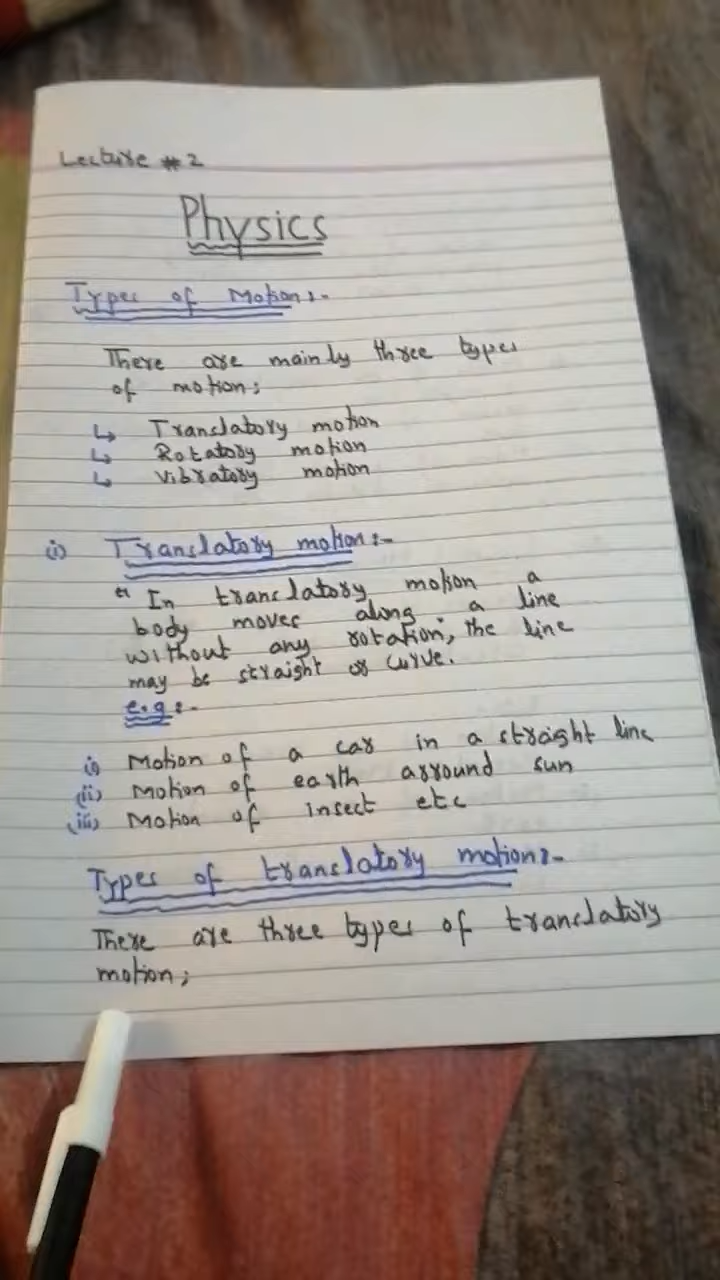 Lecture # 2
Physics
Types of Motion:-
There are mainly three types
of motion;
↳ Translatory motion
↳ Rotatory motion
↳ Vibratory motion
(i) Translatory motion:-
" In translatory motion a
body moves along a line
without any rotation, the line
may be straight or curve.
e.g:-
(i) Motion of a car in a straight line
(ii) Motion of earth arround sun
(iii) Motion of insect etc
Types of translatory motion:-
There are three types of translatory
motion;